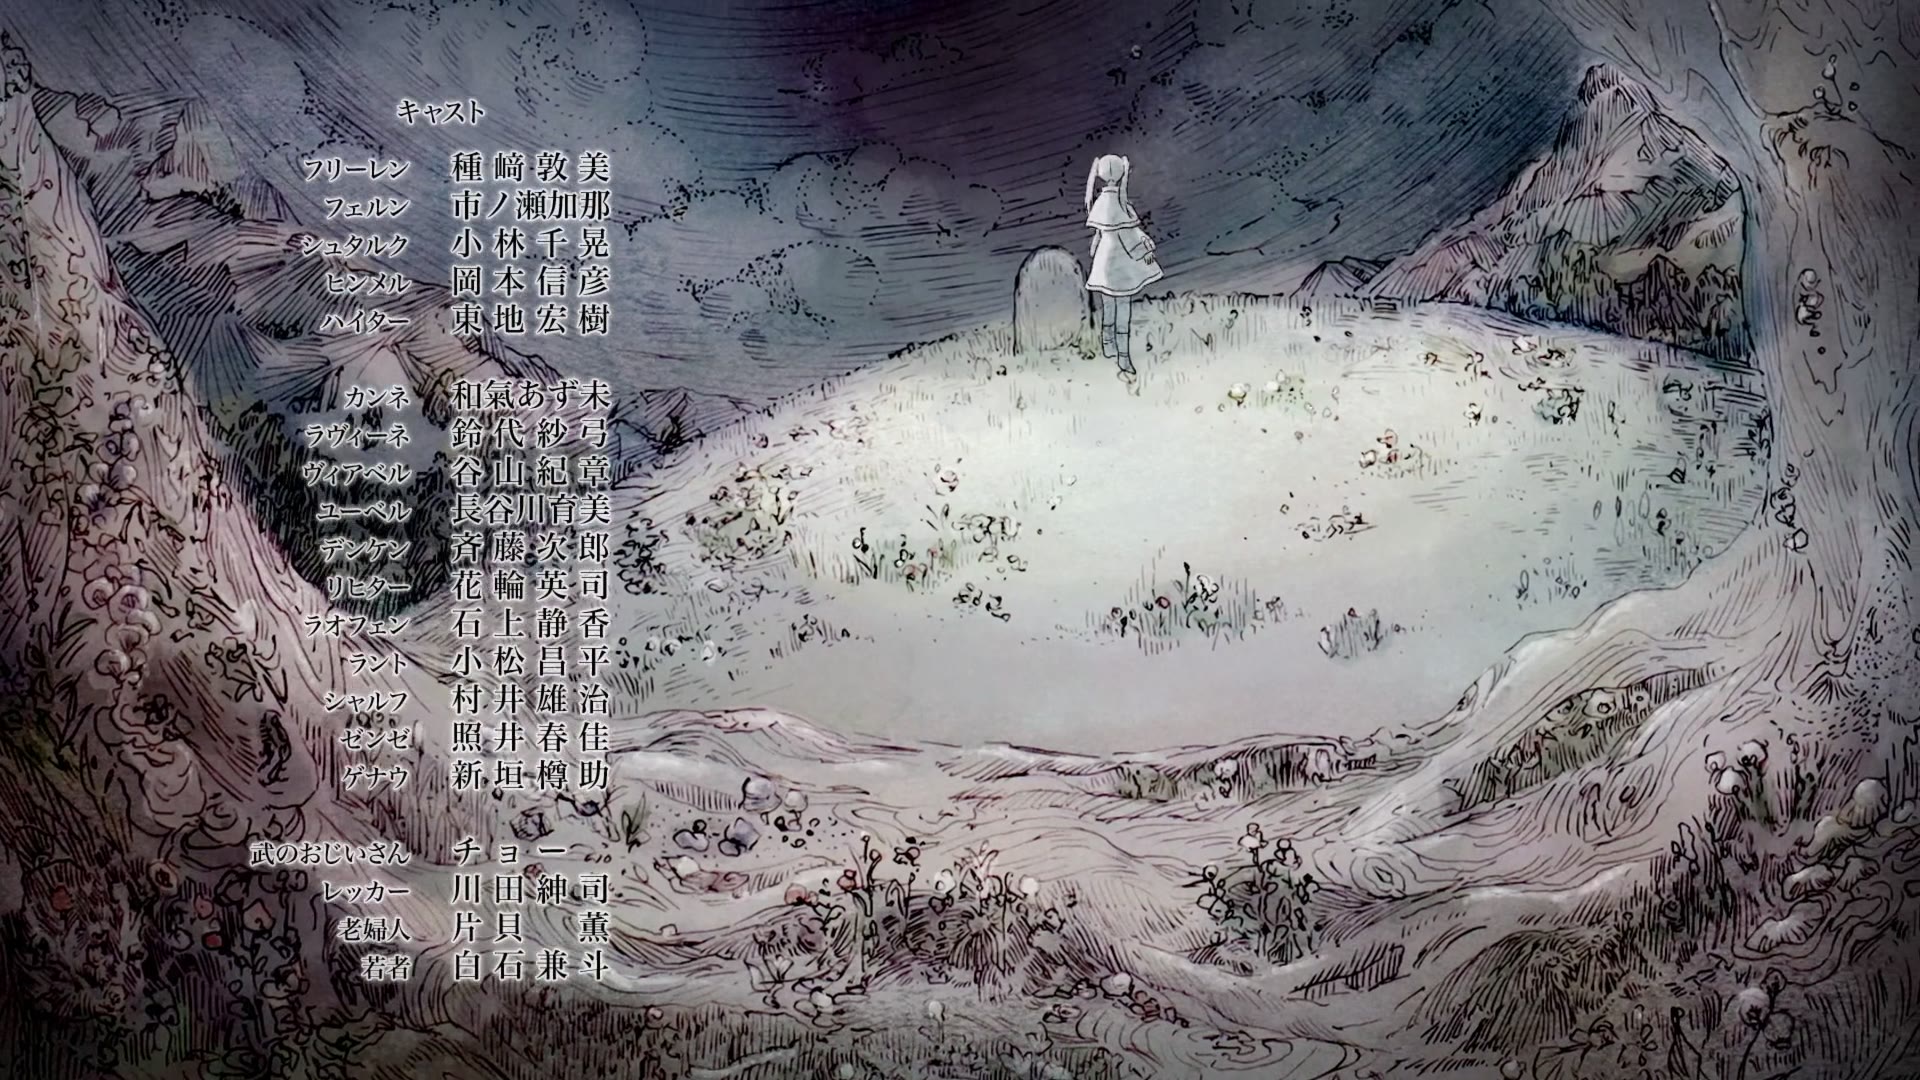 キャスト
フリーレン 種﨑敦美
フェルン 市ノ瀬加那
シュタルク 小林千晃
ヒンメル 岡本信彦
ハイター 東地宏樹
カンネ 和氣あず未
ラヴィーネ 鈴代紗弓
ヴィアベル 谷山紀章
ユーベル 長谷川育美
デンケン 斉藤次郎
リヒター 花輪英司
ラオフェン 石上静香
ラント 小松昌平
シャルフ 村井雄治
ゼンゼ 照井春佳
ゲナウ 新垣樽助
武のおじいさん チョー
レッカー 川田紳司
老婦人 片貝薫
若者 白石兼斗